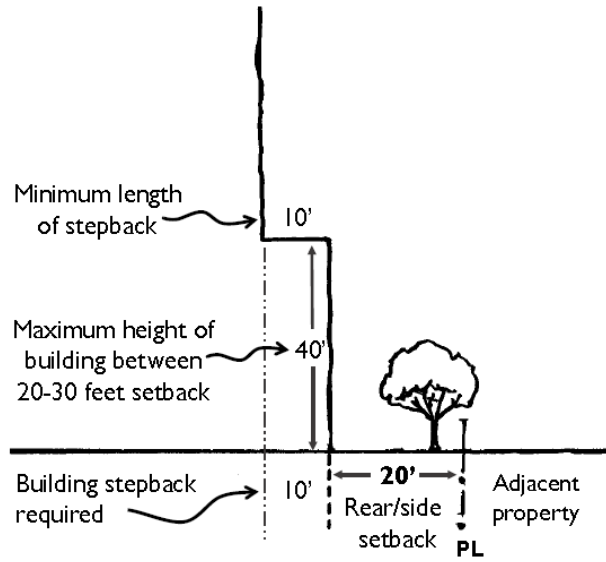 Minimum length
of stepback
10'
Maximum height of
building between
20-30 feet setback
40'
Building stepback
required
10'
20'
Rear/side
setback
PL
Adjacent
property